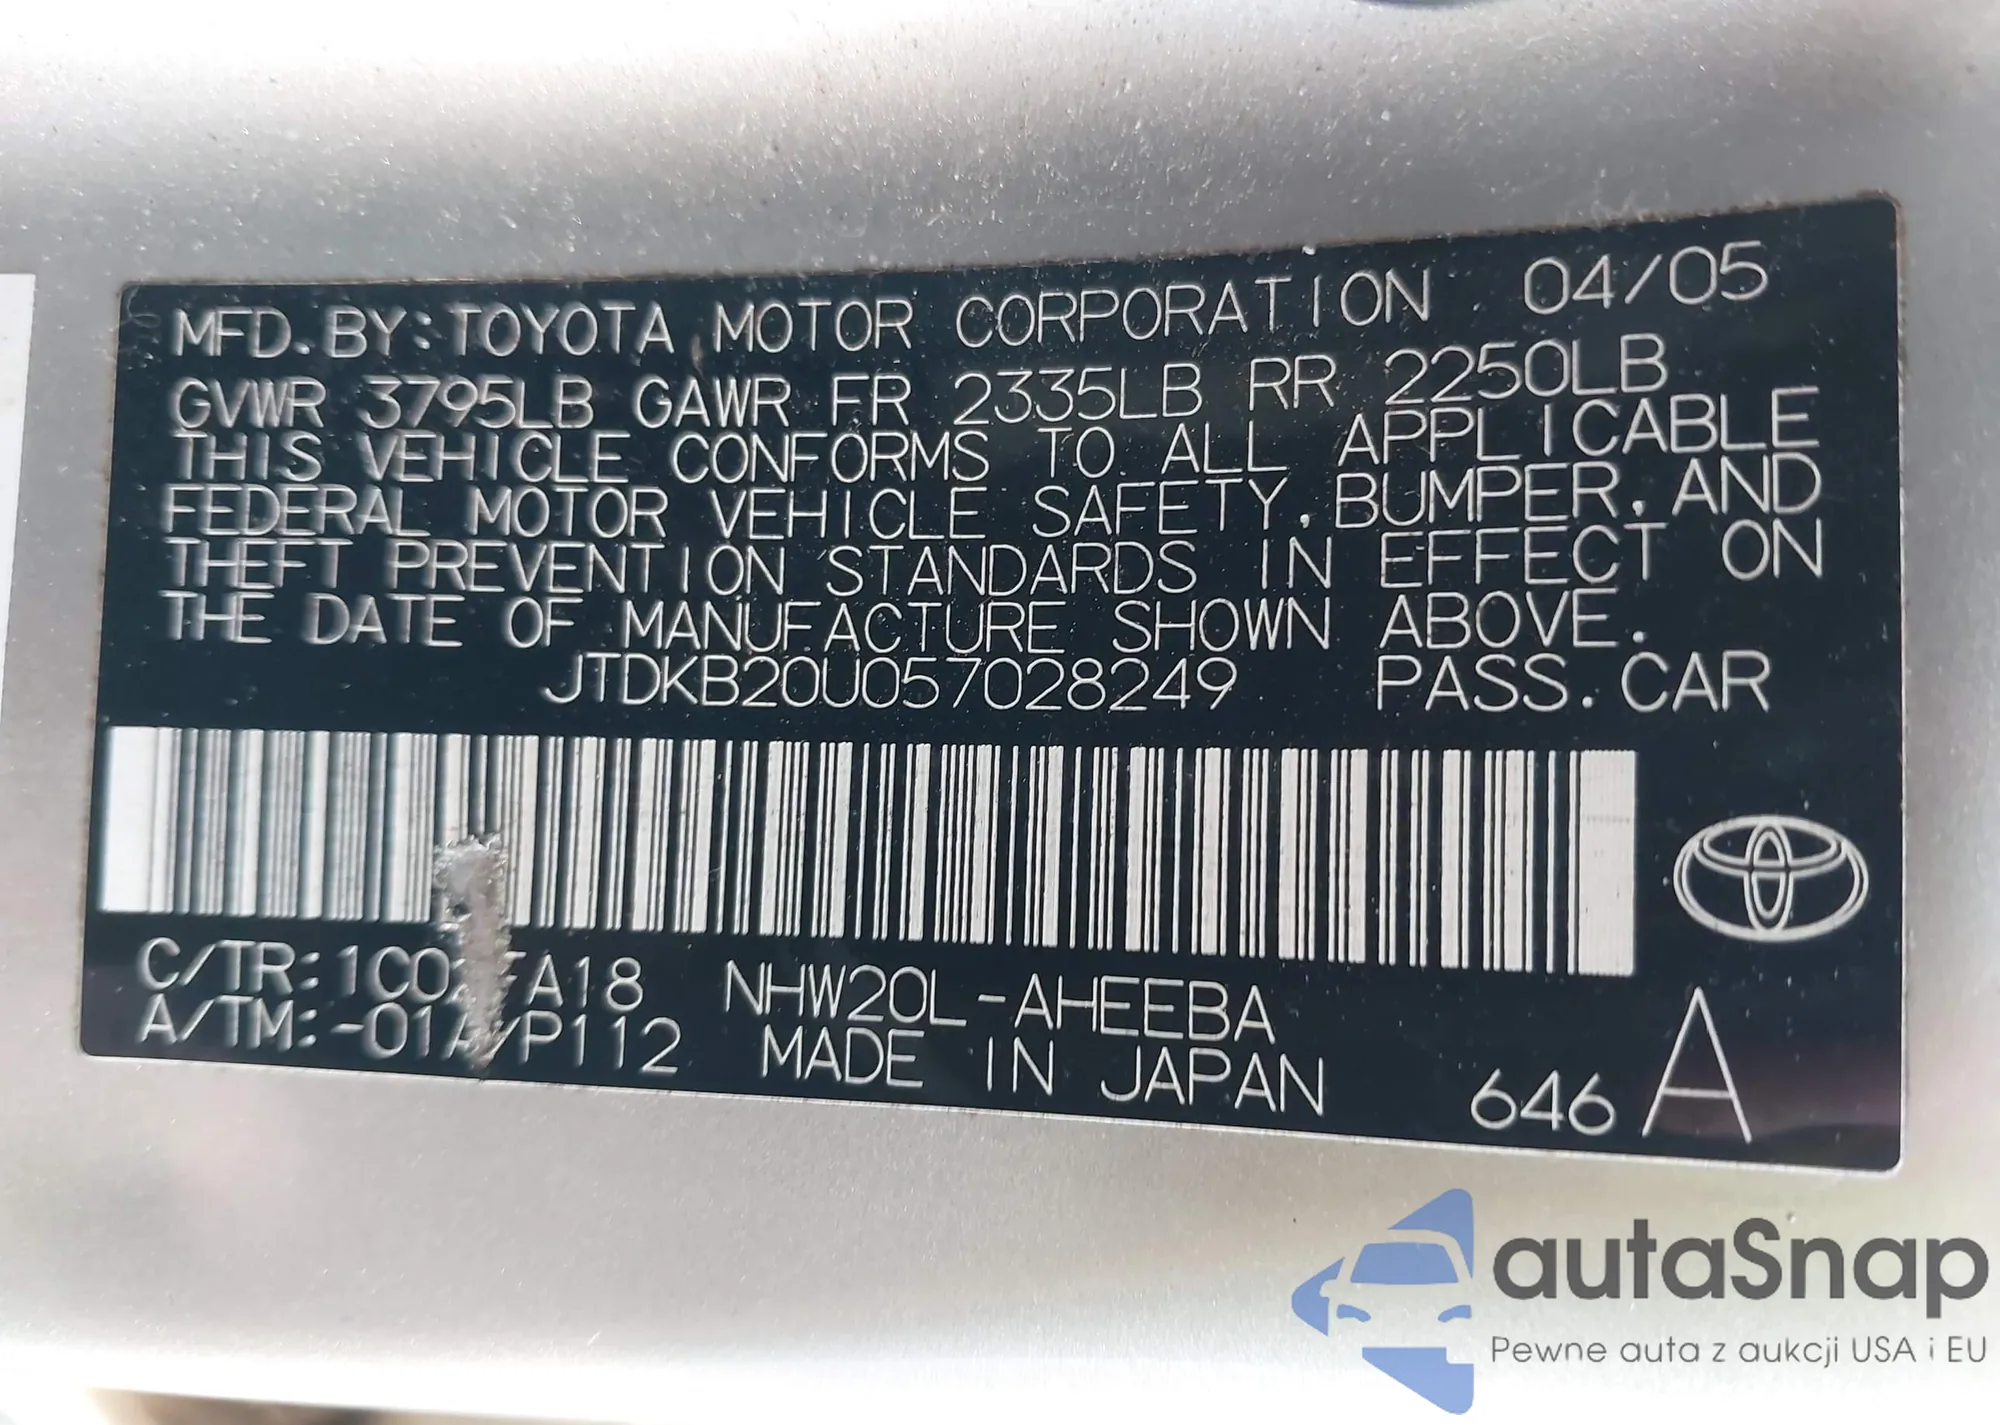 MFD. BY: TOYOTA MOTOR CORPORATION 04/05
GVWR 3795LB GAWR FR 2335LB RR 2250LB
THIS VEHICLE CONFORMS TO ALL APPLICABLE
FEDERAL MOTOR VEHICLE SAFETY, BUMPER, AND
THEFT PREVENTION STANDARDS IN EFFECT ON
THE DATE OF MANUFACTURE SHOWN ABOVE.
JTDKB20U057028249 PASS. CAR
C/TR: NHW20L-AHEEBA
A/TM: MADE IN JAPAN 646 A
autaSnap
Pewne auta z aukcji USA i EU